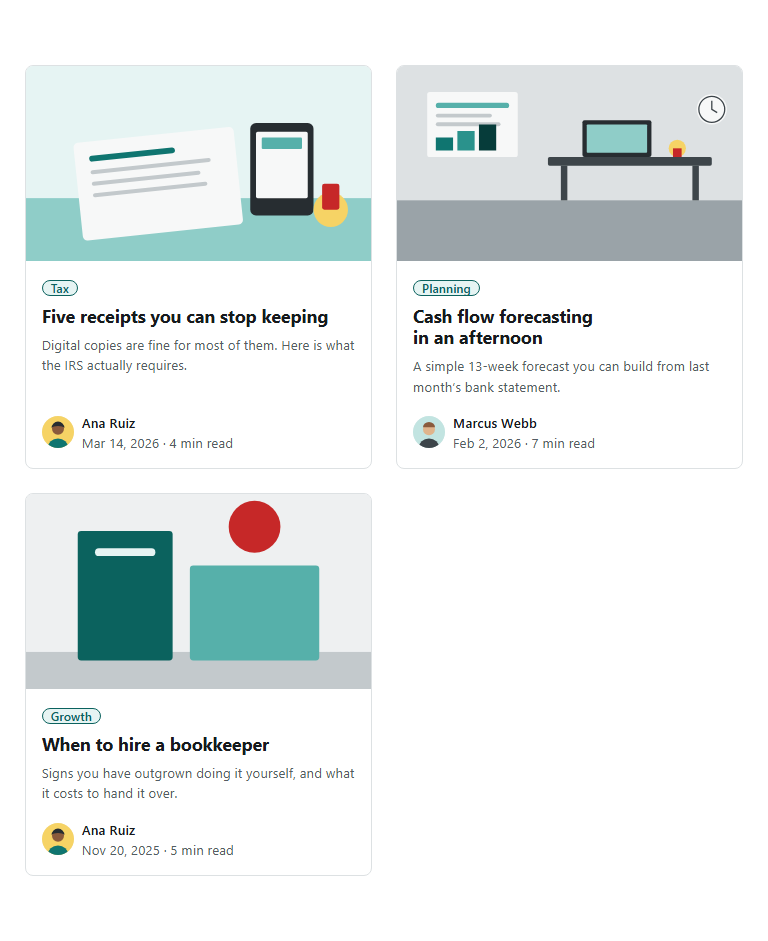 Tax
Five receipts you can stop keeping
Digital copies are fine for most of them. Here is what
the IRS actually requires.
Ana Ruiz
Mar 14, 2026 · 4 min read
Planning
Cash flow forecasting
in an afternoon
A simple 13-week forecast you can build from last
month's bank statement.
Marcus Webb
Feb 2, 2026 · 7 min read
Growth
When to hire a bookkeeper
Signs you have outgrown doing it yourself, and what
it costs to hand it over.
Ana Ruiz
Nov 20, 2025 · 5 min read